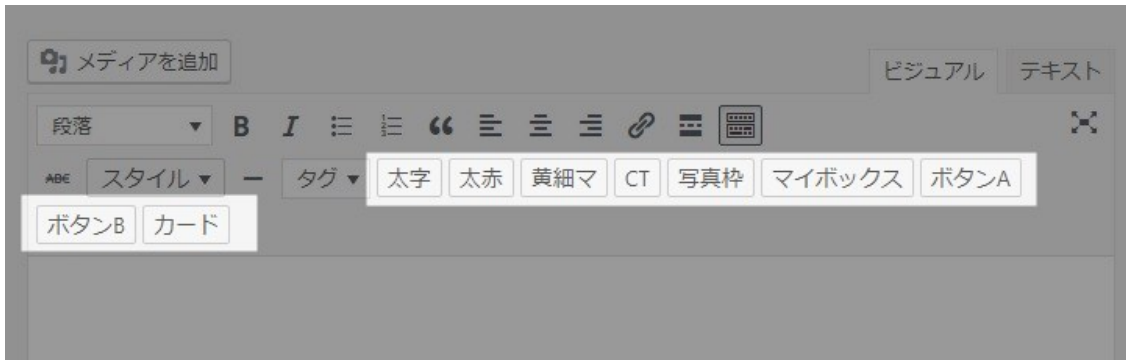 メディアを追加
ビジュアル テキスト
段落 B I
ABE スタイル タグ 太字 太赤 黄細マ CT 写真枠 マイボックス ボタンA
ボタンB カード